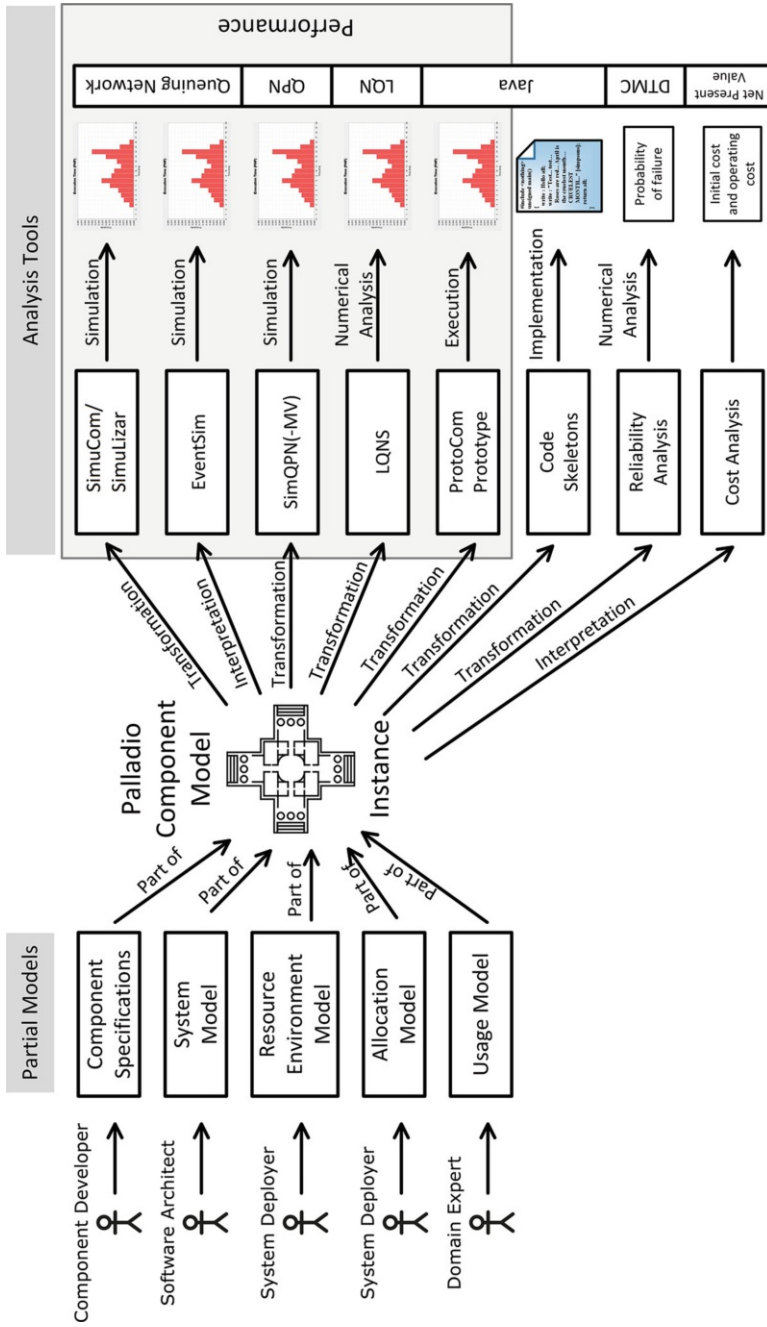 Partial Models
Analysis Tools
Component Developer
Software Architect
System Deployer
System Deployer
Domain Expert
Component
Specifications
System
Model
Resource
Environment
Model
Allocation
Model
Usage Model
Part of
Part of
Part of
Part of
Part of
Palladio
Component
Model
Instance
Transformation
Interpretation
Transformation
Transformation
Transformation
Transformation
Transformation
Interpretation
SimuCom/
SimuLizar
EventSim
SimQPN(-MV)
LQNS
ProtoCom
Prototype
Code
Skeletons
Reliability
Analysis
Cost Analysis
Simulation
Simulation
Simulation
Numerical
Analysis
Execution
Implementation
Numerical
Analysis
Probability
of failure
Initial cost
and operating
cost
Queuing Network
QPN
LQN
Java
DTMC
Net Present
Value
Performance